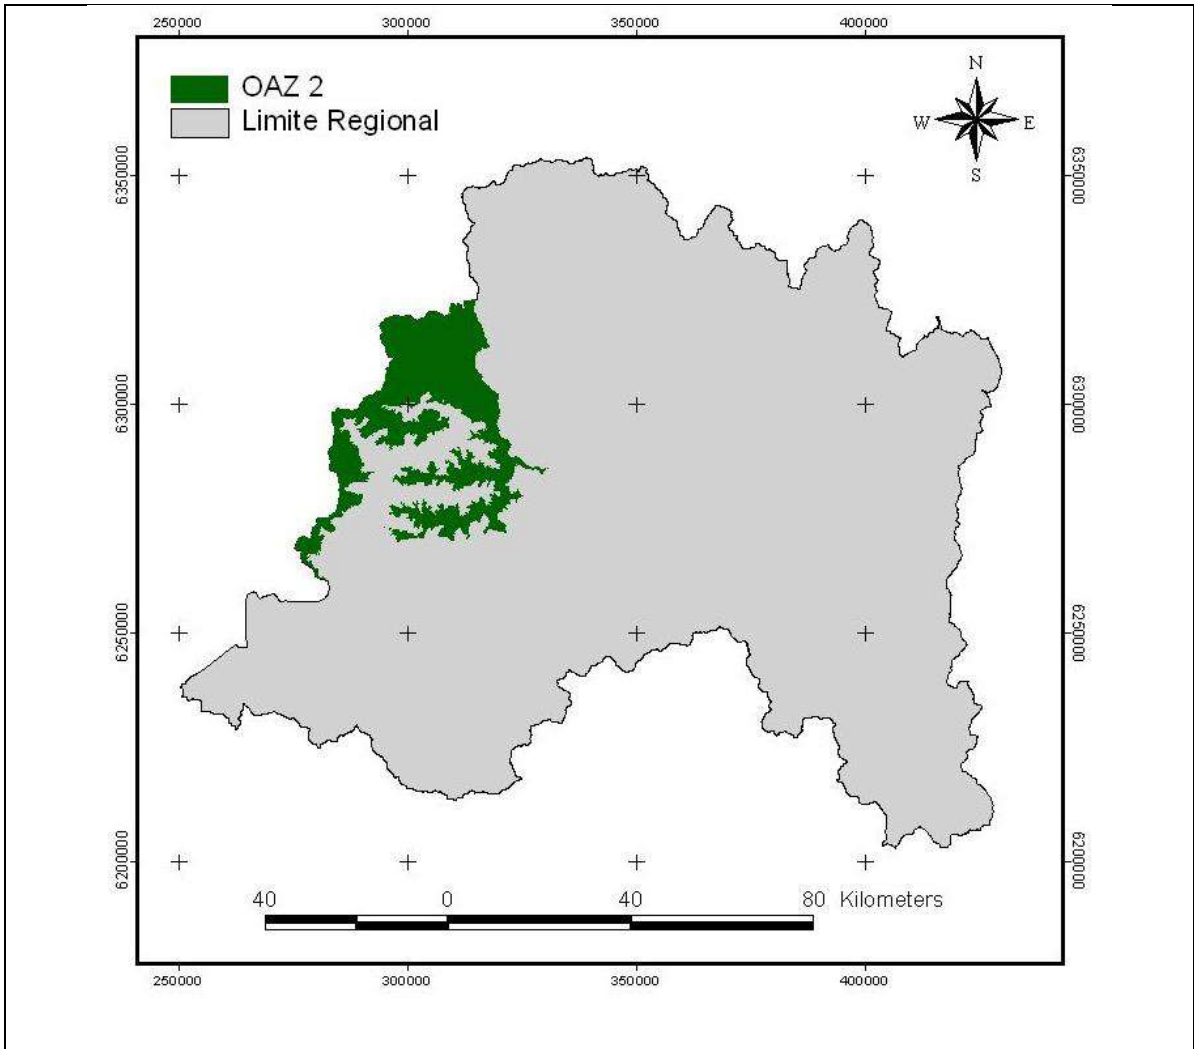 250000 300000 350000 400000
OAZ 2
Limite Regional
N
W E
S
6350000 6350000
6300000 6300000
6250000 6250000
6200000 6200000
40 0 40 80 Kilometers
250000 300000 350000 400000